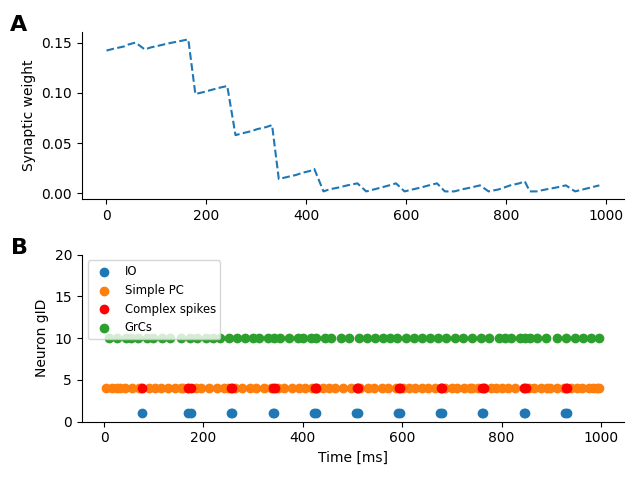 A
0.15
0.10
0.05
0.00
Synaptic weight
0 200 400 600 800 1000
B
20
15
10
5
0
Neuron gID
IO
Simple PC
Complex spikes
GrCs
0 200 400 600 800 1000
Time [ms]